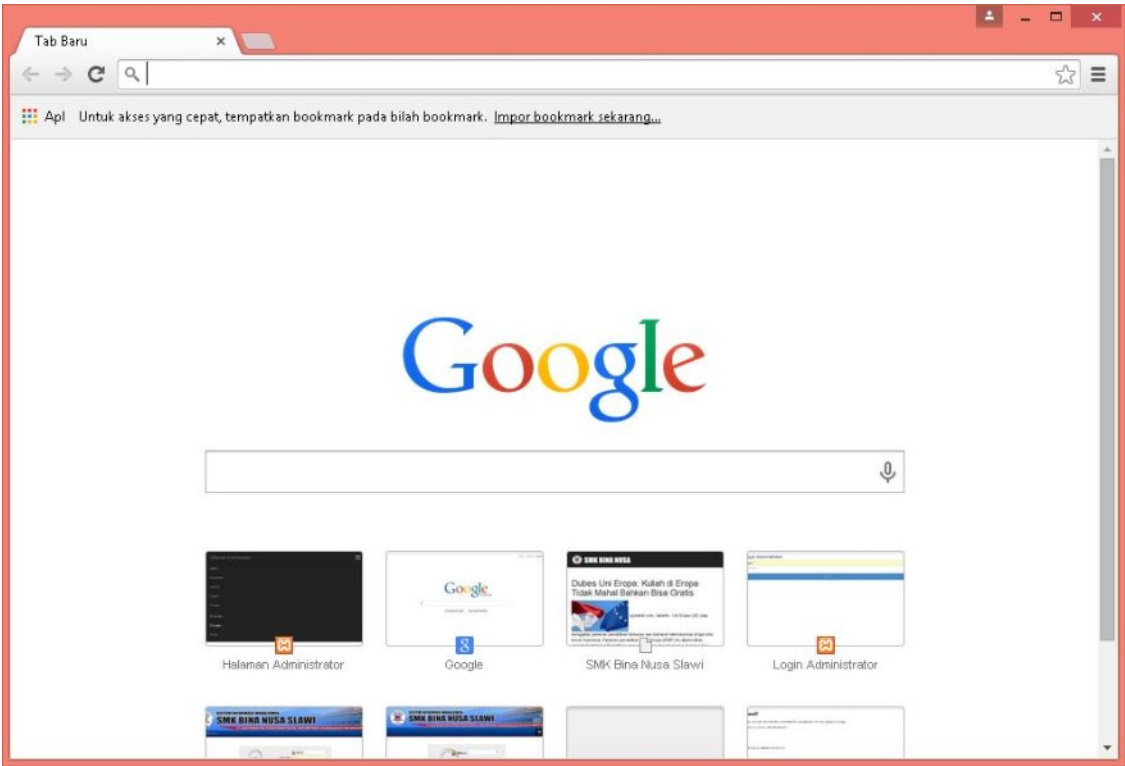 Tab Baru
Apl Untuk akses yang cepat, tempatkan bookmark pada bilah bookmark. Impor bookmark sekarang...
Google
Google
SMK BINA NUSA
Dubes Uni Eropa: Kuliah di Eropa
Tidak Mahal Bahkan Bisa Gratis
Halaman Administrator
Google
SMK Bina Nusa Slawi
Login Administrator
SMK BINA NUSA SLAWI
SMK BINA NUSA SLAWI